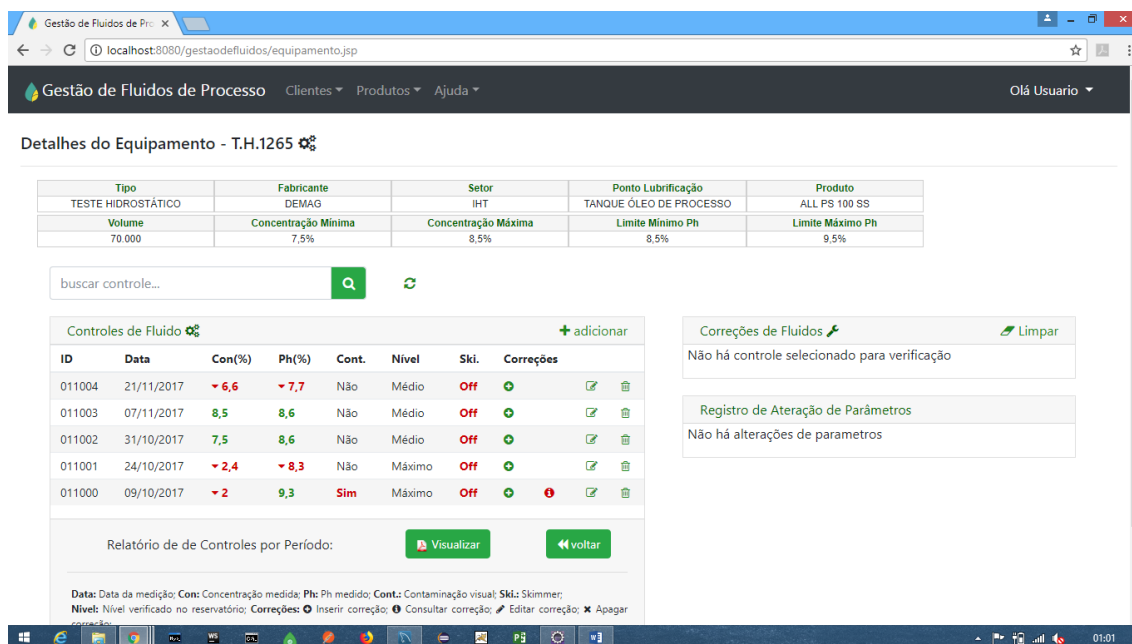 Gestão de Fluidos de Pro
localhost:8080/gestaodefluidos/equipamento.jsp
Gestão de Fluidos de Processo Clientes Produtos Ajuda Olá Usuario
Detalhes do Equipamento - T.H.1265
Tipo Fabricante Setor Ponto Lubrificação Produto
TESTE HIDROSTÁTICO DEMAG IHT TANQUE ÓLEO DE PROCESSO ALL PS 100 SS
Volume Concentração Mínima Concentração Máxima Limite Mínimo Ph Limite Máximo Ph
70.000 7,5% 8,5% 8,5% 9,5%
buscar controle...
Controles de Fluido adicionar
ID Data Con(%) Ph(%) Cont. Nível Ski. Correções
011004 21/11/2017 6,6 7,7 Não Médio Off
011003 07/11/2017 8,5 8,6 Não Médio Off
011002 31/10/2017 7,5 8,6 Não Médio Off
011001 24/10/2017 2,4 8,3 Não Máximo Off
011000 09/10/2017 2 9,3 Sim Máximo Off
Relatório de de Controles por Período: Visualizar voltar
Data: Data da medição; Con: Concentração medida; Ph: Ph medido; Cont.: Contaminação visual; Ski.: Skimmer;
Nivel: Nível verificado no reservatório; Correções: Inserir correção; Consultar correção; Editar correção; Apagar
correção;
Correções de Fluidos Limpar
Não há controle selecionado para verificação
Registro de Ateração de Parâmetros
Não há alterações de parametros
01:01